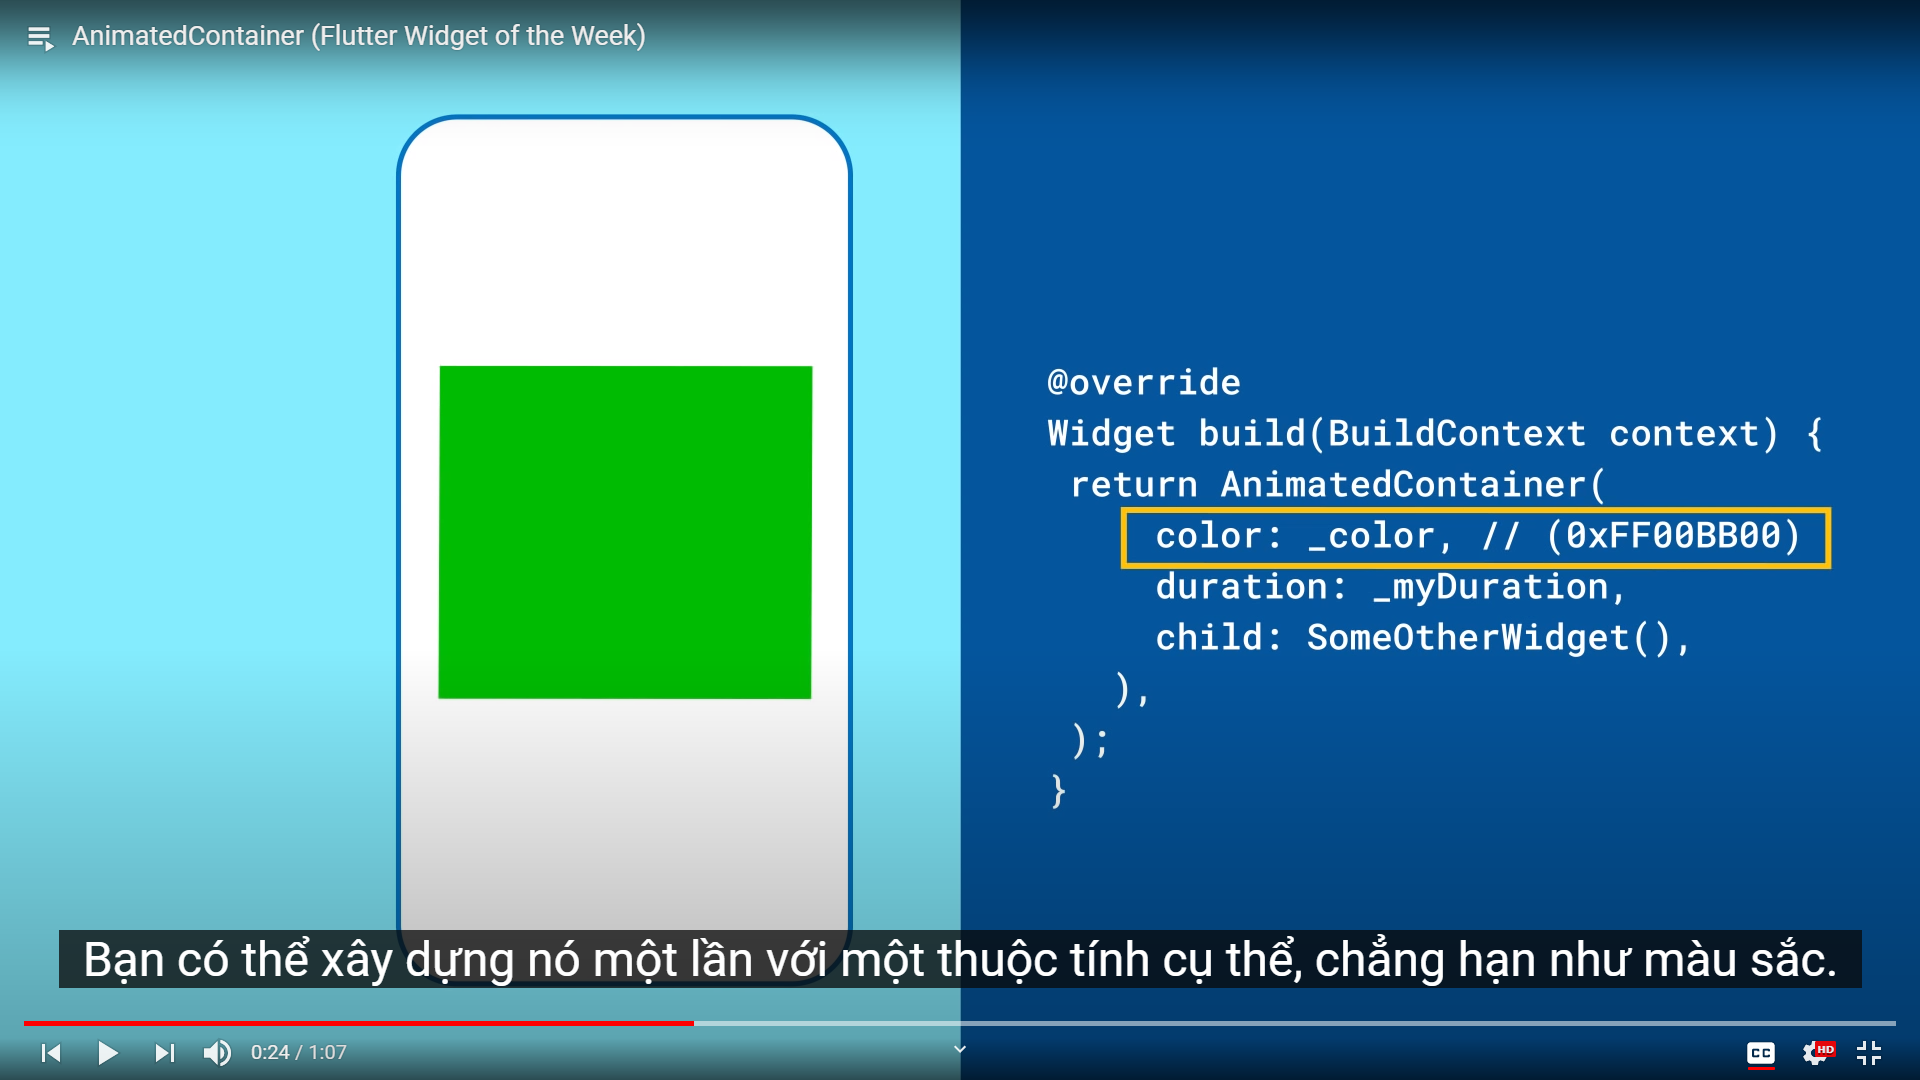 AnimatedContainer (Flutter Widget of the Week)
@override
Widget build(BuildContext context) {
return AnimatedContainer(
color: _color, // (0xFF00BB00)
duration: _myDuration,
child: SomeOtherWidget(),
),
);
}
Bạn có thể xây dựng nó một lần với một thuộc tính cụ thể, chẳng hạn như màu sắc.
0:24 / 1:07
CC
HD